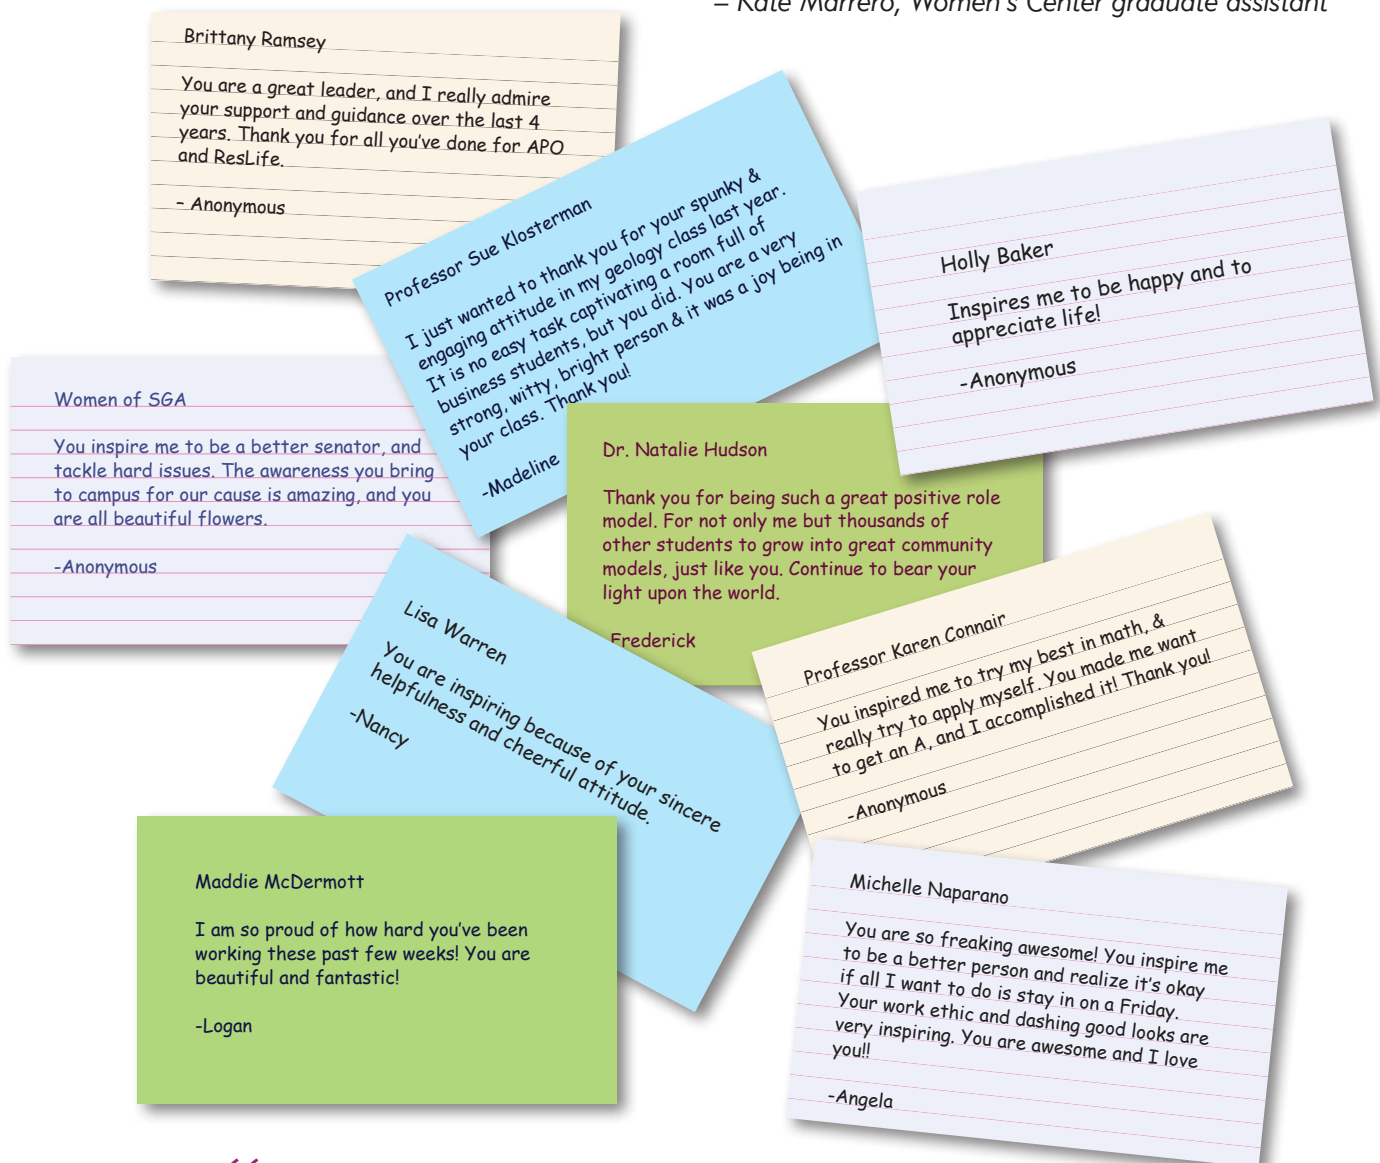 – Kate Marrero, Women's Center graduate assistant
Brittany Ramsey
You are a great leader, and I really admire
your support and guidance over the last 4
years. Thank you for all you've done for APO
and ResLife.
– Anonymous
Professor Sue Klosterman
I just wanted to thank you for your spunky &
engaging attitude in my geology class last year.
It is no easy task captivating a room full of
business students, but you did. You are a very
strong, witty, bright person & it was a joy being in
your class. Thank you!
-Madeline
Holly Baker
Inspires me to be happy and to
appreciate life!
-Anonymous
Women of SGA
You inspire me to be a better senator, and
tackle hard issues. The awareness you bring
to campus for our cause is amazing, and you
are all beautiful flowers.
-Anonymous
Dr. Natalie Hudson
Thank you for being such a great positive role
model. For not only me but thousands of
other students to grow into great community
models, just like you. Continue to bear your
light upon the world.
-Frederick
Lisa Warren
You are inspiring because of your sincere
helpfulness and cheerful attitude.
-Nancy
Professor Karen Connair
You inspired me to try my best in math, &
really try to apply myself. You made me want
to get an A, and I accomplished it! Thank you!
-Anonymous
Maddie McDermott
I am so proud of how hard you've been
working these past few weeks! You are
beautiful and fantastic!
-Logan
Michelle Naparano
You are so freaking awesome! You inspire me
to be a better person and realize it's okay
if all I want to do is stay in on a Friday.
Your work ethic and dashing good looks are
very inspiring. You are awesome and I love
you!!
-Angela